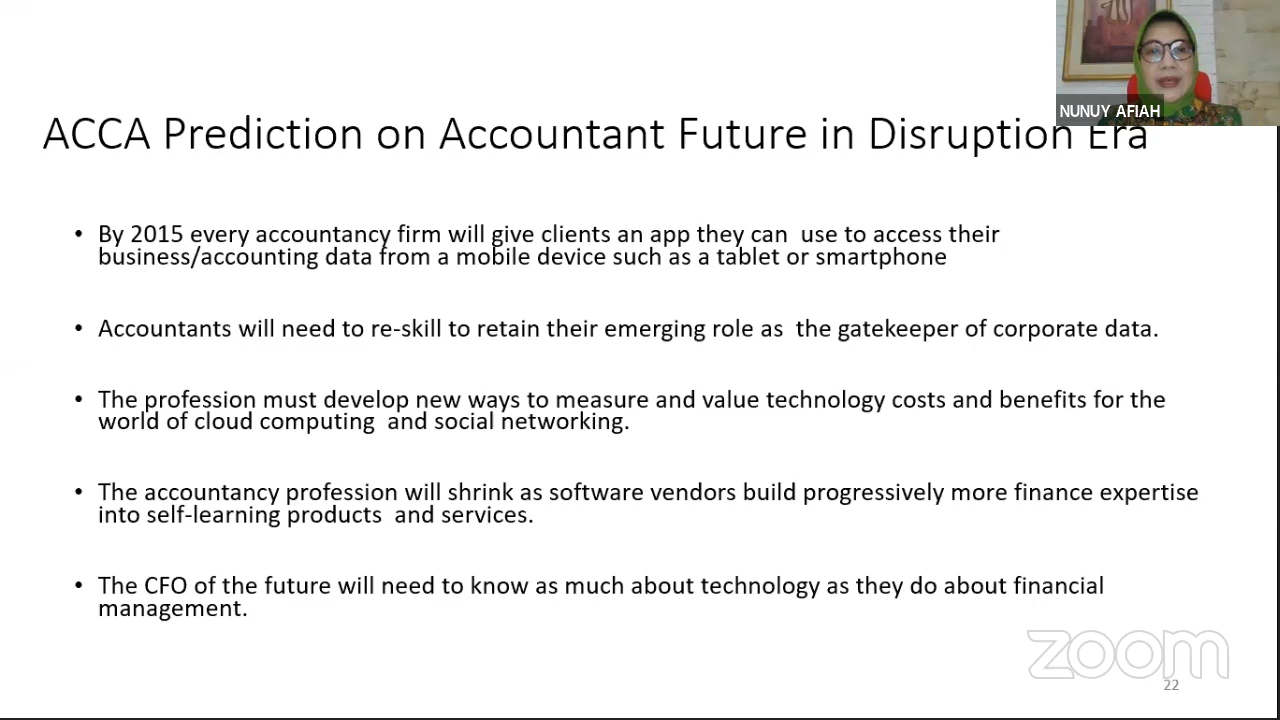 NUNUY AFIAH
ACCA Prediction on Accountant Future in Disruption Era
• By 2015 every accountancy firm will give clients an app they can  use to access their
business/accounting data from a mobile device such as a tablet or smartphone
• Accountants will need to re-skill to retain their emerging role as  the gatekeeper of corporate data.
• The profession must develop new ways to measure and value technology costs and benefits for the
world of cloud computing  and social networking.
• The accountancy profession will shrink as software vendors build progressively more finance expertise
into self-learning products  and services.
• The CFO of the future will need to know as much about technology as they do about financial
management.
zoom
22